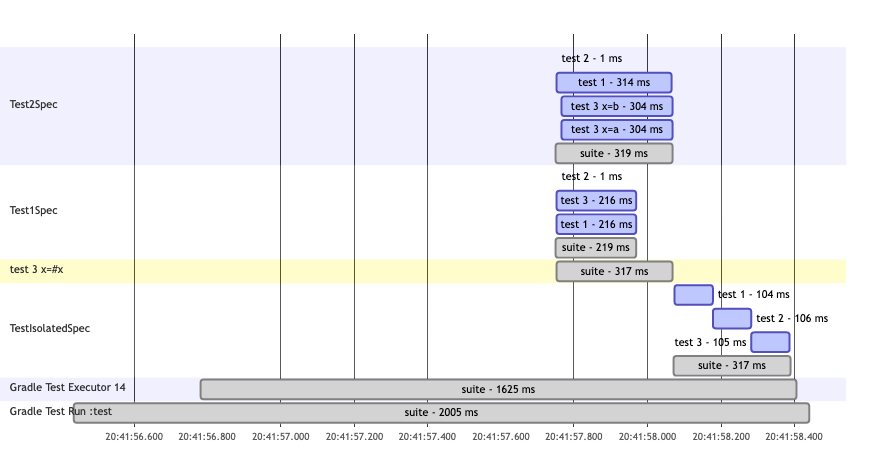 test 2 - 1 ms
test 1 - 314 ms
Test2Spec
test 3 x=b - 304 ms
test 3 x=a - 304 ms
suite - 319 ms
test 2 - 1 ms
test 3 - 216 ms
Test1Spec
test 1 - 216 ms
suite - 219 ms
test 3 x=#x
suite - 317 ms
test 1 - 104 ms
test 2 - 106 ms
TestIsolatedSpec
test 3 - 105 ms
suite - 317 ms
Gradle Test Executor 14
suite - 1625 ms
Gradle Test Run :test
suite - 2005 ms
20:41:56.600 20:41:56.800 20:41:57.000 20:41:57.200 20:41:57.400 20:41:57.600 20:41:57.800 20:41:58.000 20:41:58.200 20:41:58.400